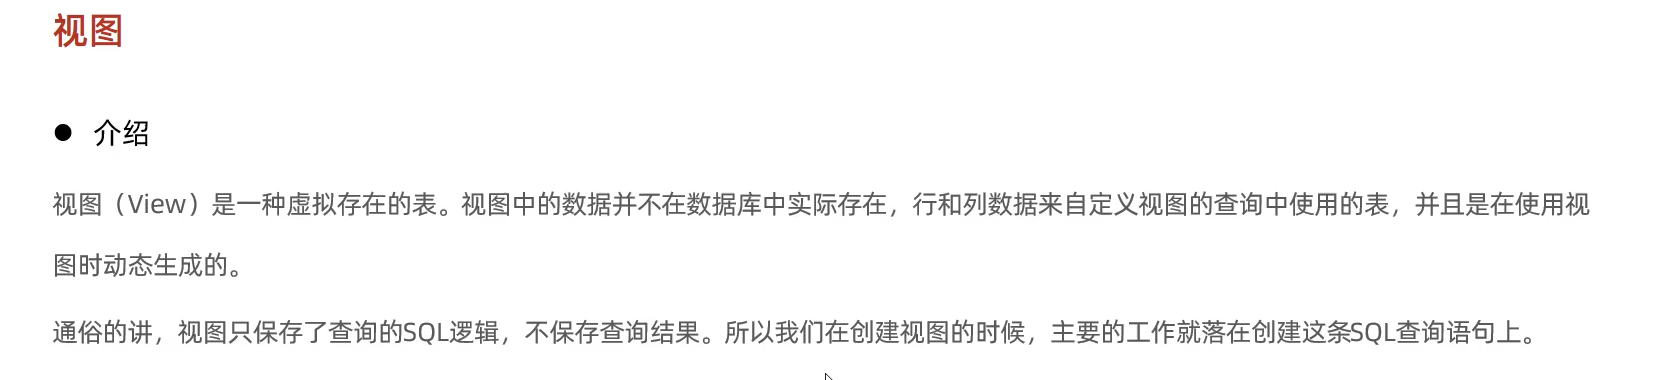 视图
● 介绍
视图（View）是一种虚拟存在的表。视图中的数据并不在数据库中实际存在，行和列数据来自定义视图的查询中使用的表，并且是在使用视
图时动态生成的。
通俗的讲，视图只保存了查询的SQL逻辑，不保存查询结果。所以我们在创建视图的时候，主要的工作就落在创建这条SQL查询语句上。